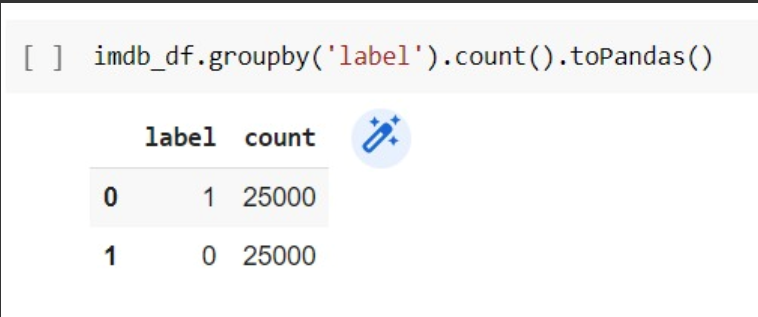 [ ] imdb_df.groupby('label').count().toPandas()
label count
0 1 25000
1 0 25000